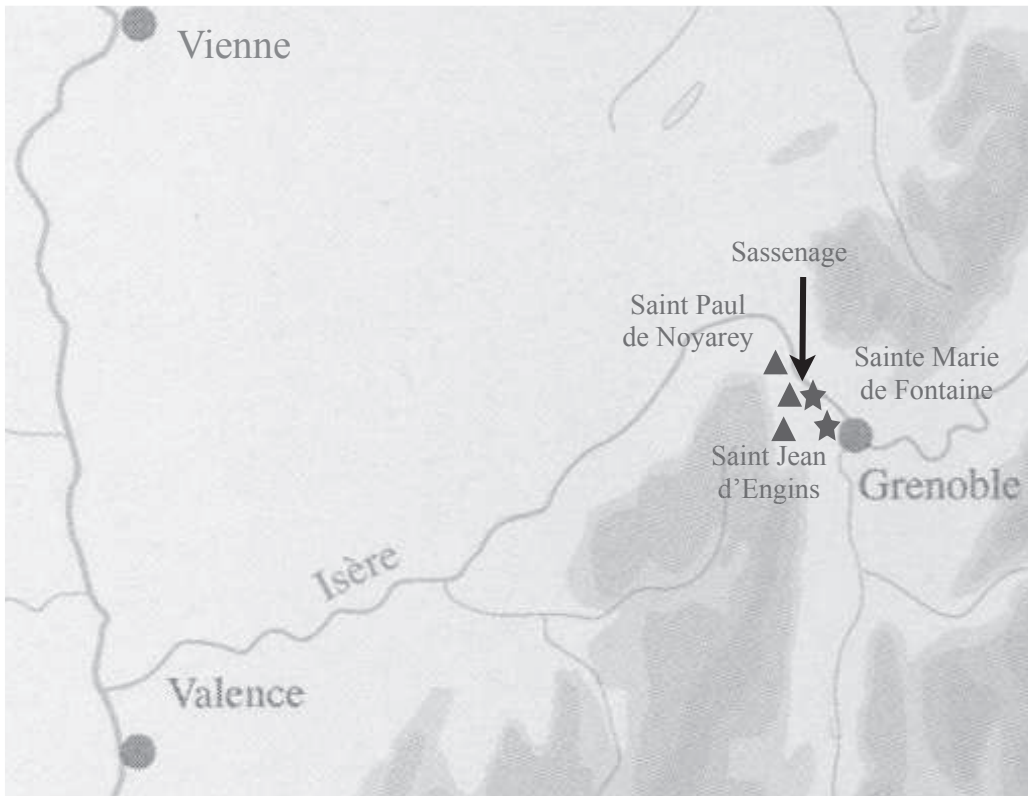 Vienne
Sassenage
Saint Paul
de Noyarey
Sainte Marie
de Fontaine
Saint Jean
d’Engins
Grenoble
Isère
Valence